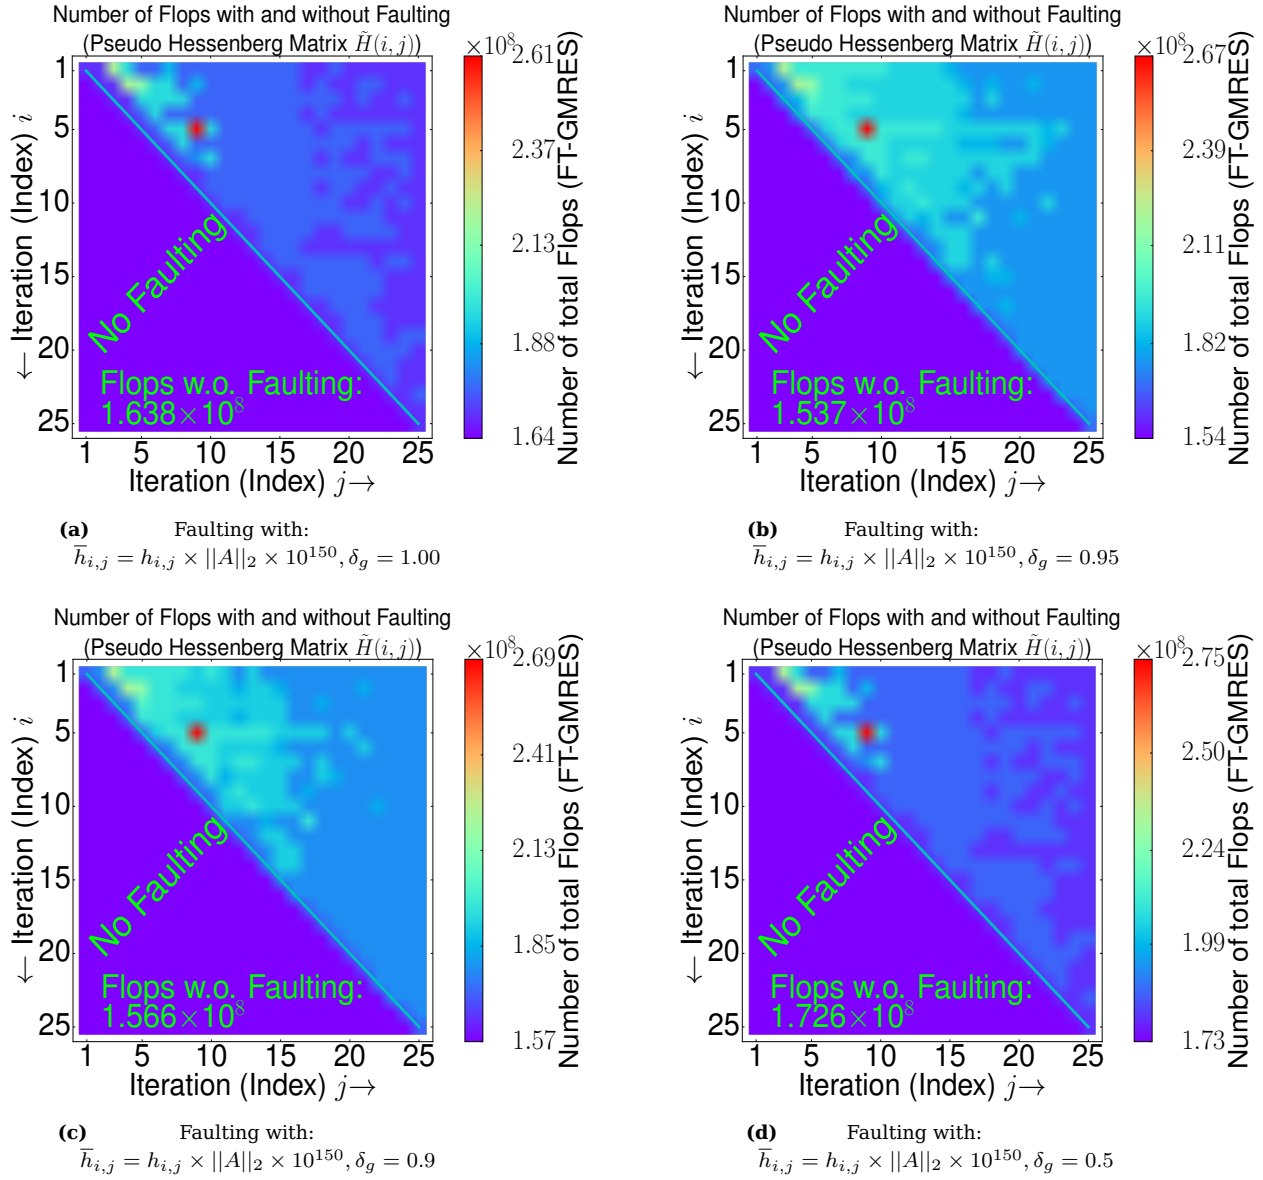 Number of Flops with and without Faulting
(Pseudo Hessenberg Matrix H̃(i, j))
×10⁸
2.61
2.37
2.13
1.88
1.64
Number of total Flops (FT-GMRES)
← Iteration (Index) i
1
5
10
15
20
25
No Faulting
Flops w.o. Faulting:
1.638×10⁸
1 5 10 15 20 25
Iteration (Index) j→
(a) Faulting with:
h̅ᵢ,ⱼ = hᵢ,ⱼ × ||A||₂ × 10¹⁵⁰, δg = 1.00
Number of Flops with and without Faulting
(Pseudo Hessenberg Matrix H̃(i, j))
×10⁸
2.67
2.39
2.11
1.82
1.54
Number of total Flops (FT-GMRES)
← Iteration (Index) i
1
5
10
15
20
25
No Faulting
Flops w.o. Faulting:
1.537×10⁸
1 5 10 15 20 25
Iteration (Index) j→
(b) Faulting with:
h̅ᵢ,ⱼ = hᵢ,ⱼ × ||A||₂ × 10¹⁵⁰, δg = 0.95
Number of Flops with and without Faulting
(Pseudo Hessenberg Matrix H̃(i, j))
×10⁸
2.69
2.41
2.13
1.85
1.57
Number of total Flops (FT-GMRES)
← Iteration (Index) i
1
5
10
15
20
25
No Faulting
Flops w.o. Faulting:
1.566×10⁸
1 5 10 15 20 25
Iteration (Index) j→
(c) Faulting with:
h̅ᵢ,ⱼ = hᵢ,ⱼ × ||A||₂ × 10¹⁵⁰, δg = 0.9
Number of Flops with and without Faulting
(Pseudo Hessenberg Matrix H̃(i, j))
×10⁸
2.75
2.50
2.24
1.99
1.73
Number of total Flops (FT-GMRES)
← Iteration (Index) i
1
5
10
15
20
25
No Faulting
Flops w.o. Faulting:
1.726×10⁸
1 5 10 15 20 25
Iteration (Index) j→
(d) Faulting with:
h̅ᵢ,ⱼ = hᵢ,ⱼ × ||A||₂ × 10¹⁵⁰, δg = 0.5